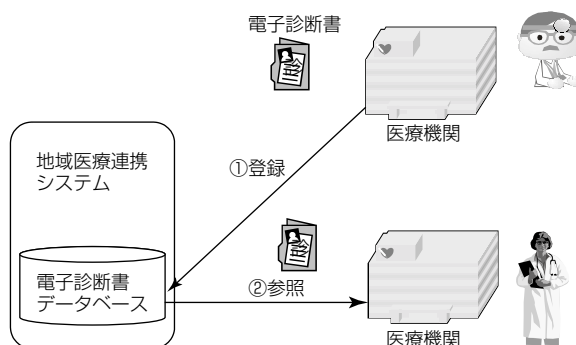 電子診断書
医療機関
地域医療連携
システム
①登録
電子診断書
データベース
②参照
医療機関